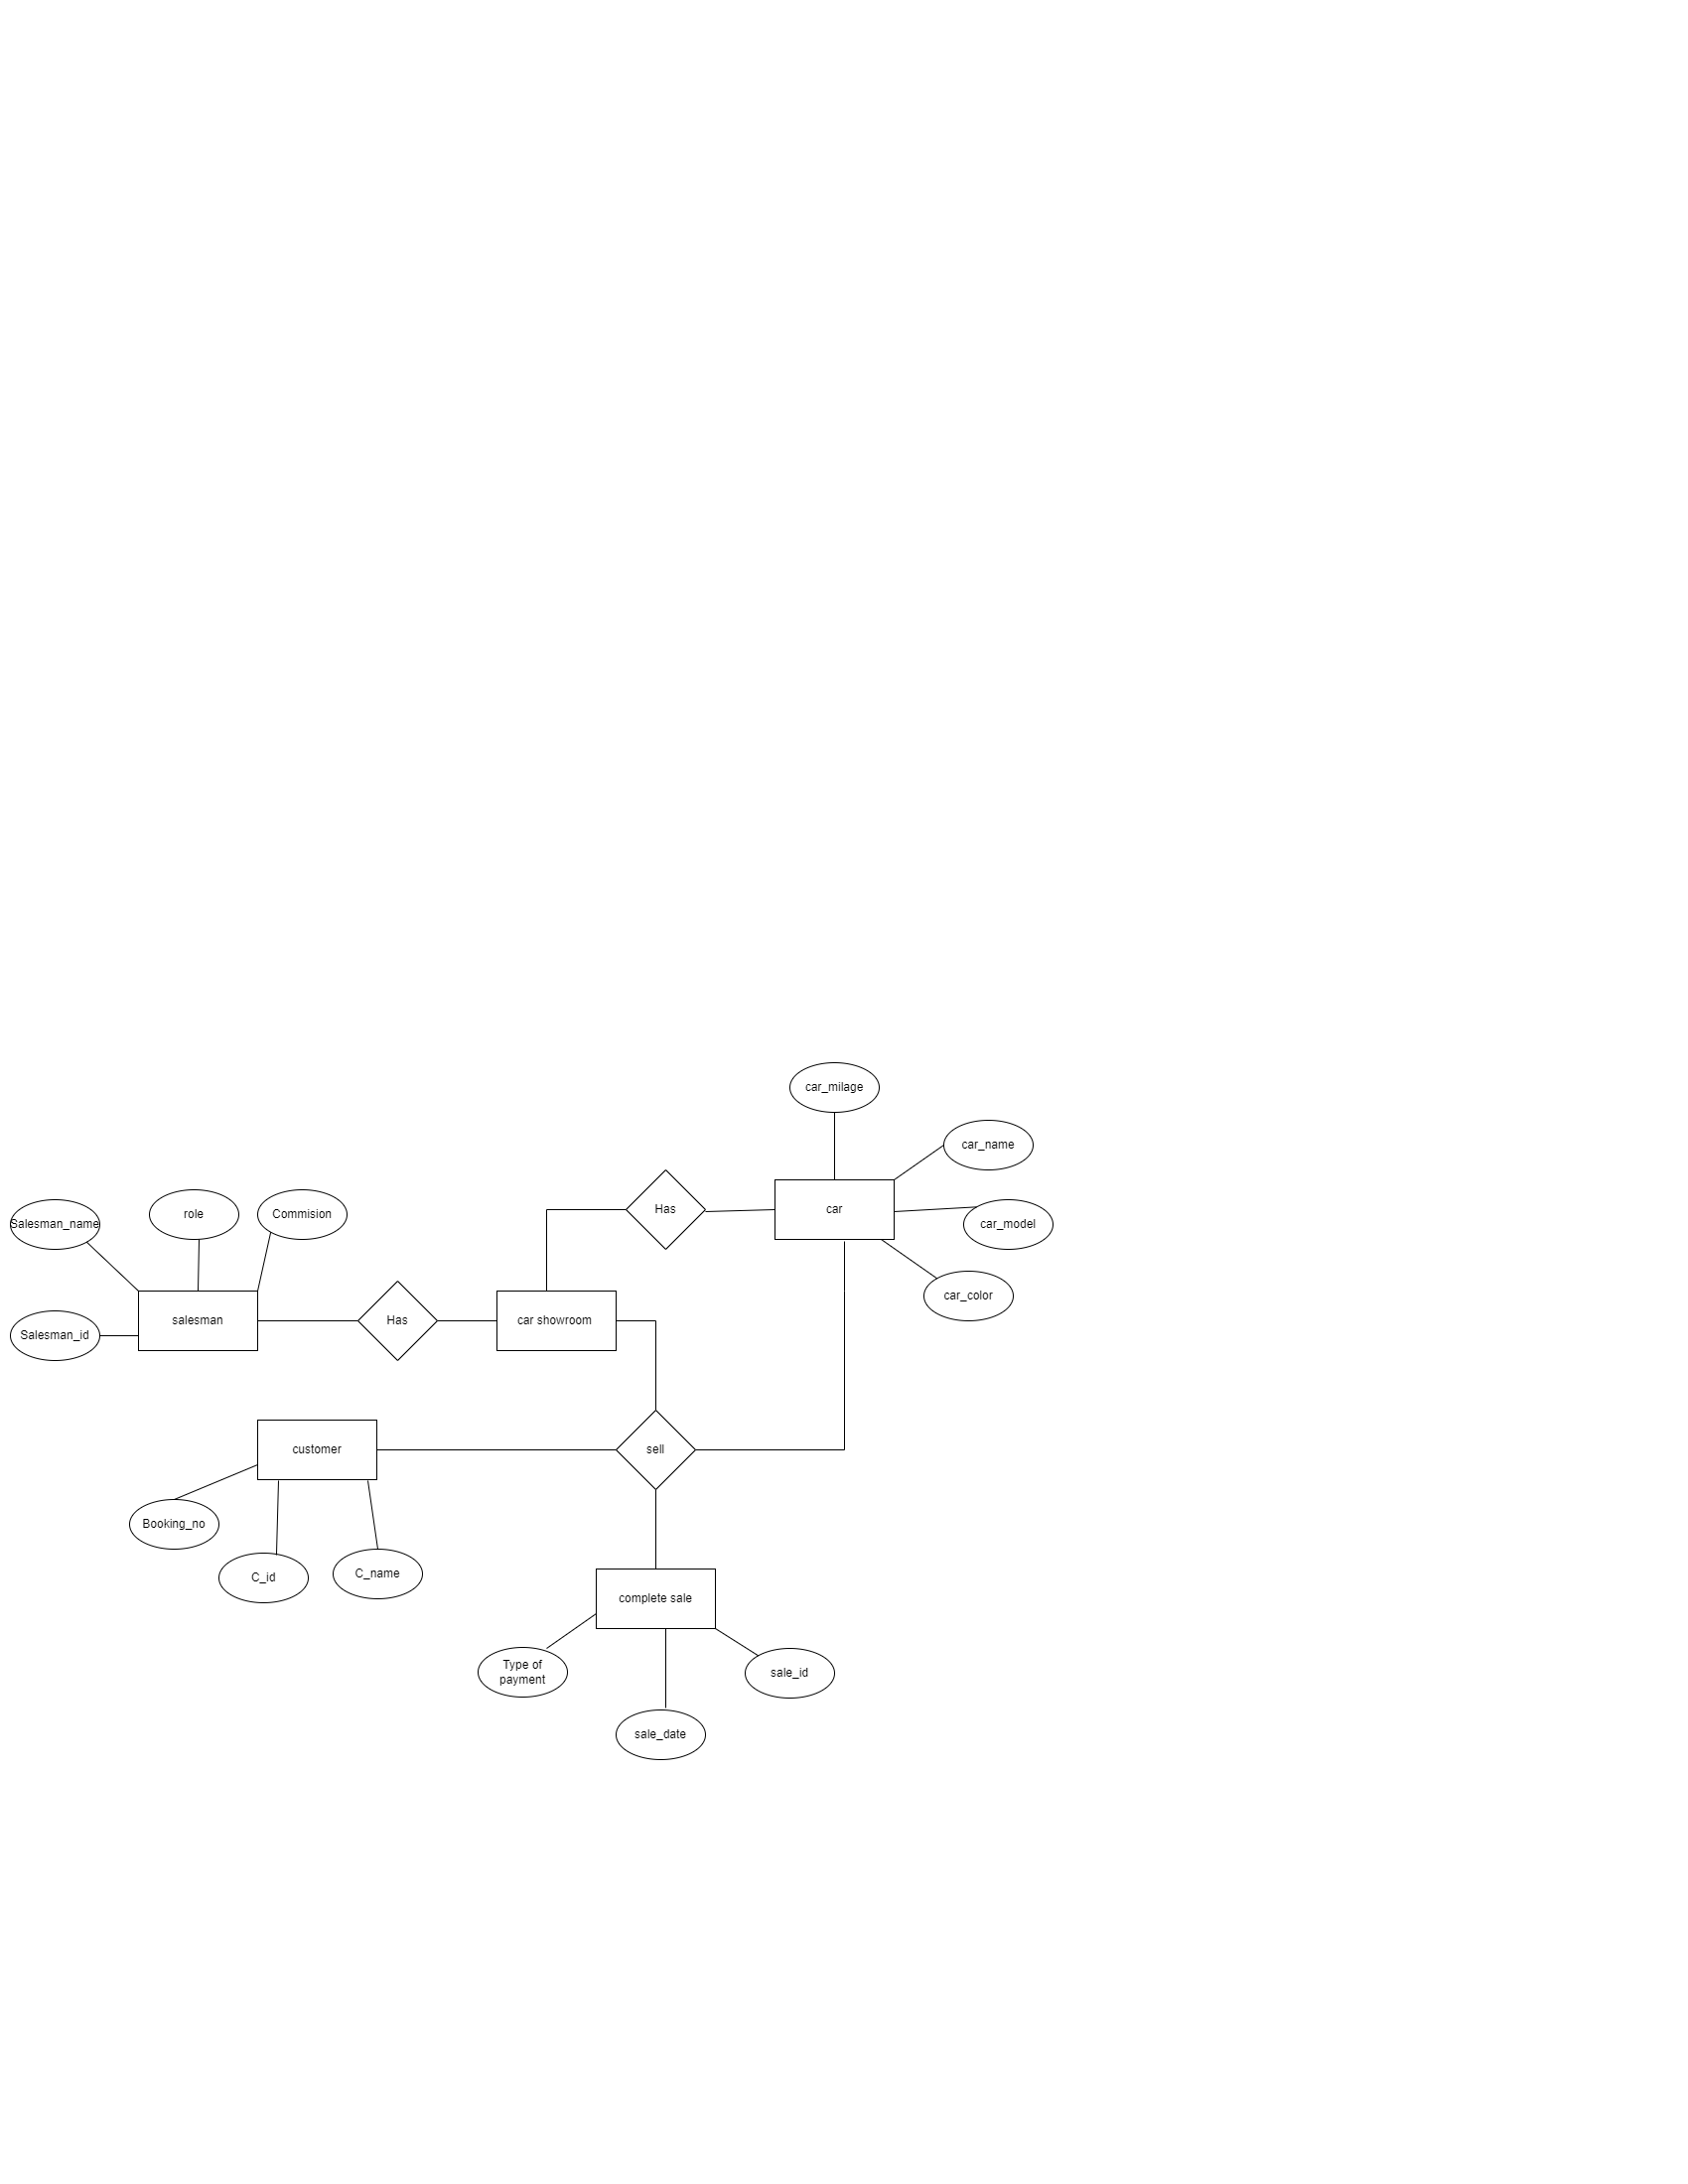 car_milage
car_name
Has
car
car_model
Salesman_name
role
Commision
car_color
salesman
Has
car showroom
Salesman_id
customer
sell
Booking_no
C_id
C_name
complete sale
Type of
payment
sale_id
sale_date